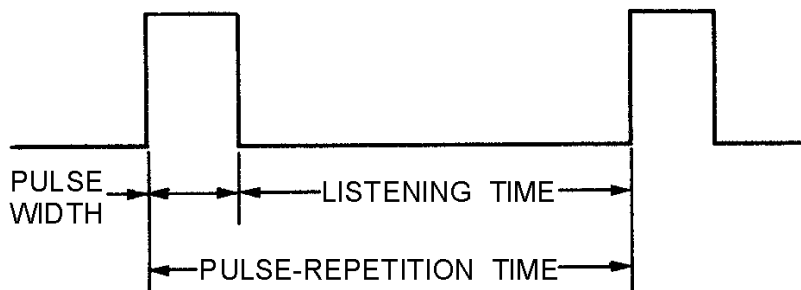 PULSE
WIDTH
LISTENING TIME
PULSE-REPETITION TIME